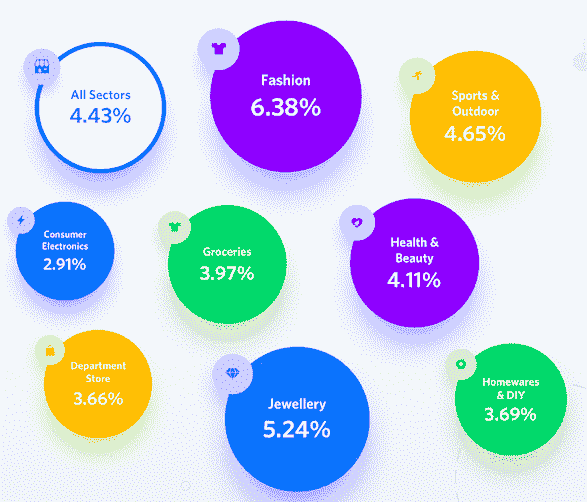 All Sectors
4.43%
Fashion
6.38%
Sports &
Outdoor
4.65%
Consumer
Electronics
2.91%
Groceries
3.97%
Health &
Beauty
4.11%
Department
Store
3.66%
Jewellery
5.24%
Homewares
& DIY
3.69%